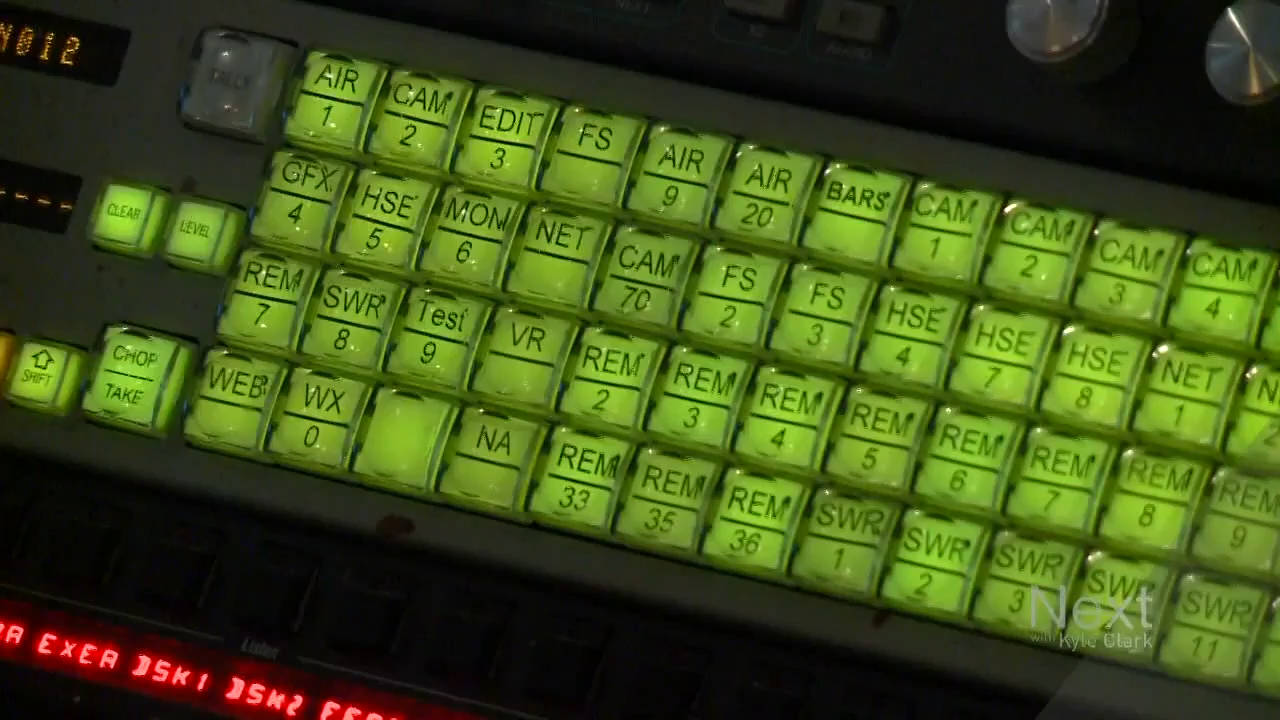 N012
TALLY
AIR 1
CAM 2
EDIT 3
FS
AIR 9
AIR 20
BARS
CAM 1
CAM 2
CAM 3
CAM 4
CLEAR
LEVEL
GFX 4
HSE 5
MON 6
NET
CAM 70
FS 2
FS 3
HSE 4
HSE 7
HSE 8
NET 1
SHIFT
CHOP
TAKE
REM 7
SWR 8
Test 9
VR
REM 2
REM 3
REM 4
REM 5
REM 6
REM 7
REM 8
REM 9
WEB
WX 0
NA
REM 33
REM 35
REM 36
SWR 1
SWR 2
SWR 3
SWR
SWR 11
Listen
EXEA DSK1 DSK2
Next
with Kyle Clark